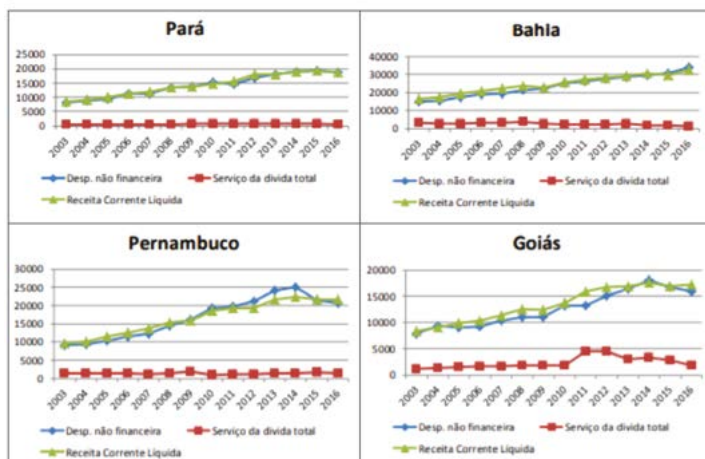 Pará
25000
20000
15000
10000
5000
0
2003 2004 2005 2006 2007 2008 2009 2010 2011 2012 2013 2014 2015 2016
Desp. não financeira Serviço da divida total
Receita Corrente Líquida
Bahia
40000
30000
20000
10000
0
2003 2004 2005 2006 2007 2008 2009 2010 2011 2012 2013 2014 2015 2016
Desp. não financeira Serviço da divida total
Receita Corrente Líquida
Pernambuco
30000
25000
20000
15000
10000
5000
0
2003 2004 2005 2006 2007 2008 2009 2010 2011 2012 2013 2014 2015 2016
Desp. não financeira Serviço da divida total
Receita Corrente Líquida
Goiás
20000
15000
10000
5000
0
2003 2004 2005 2006 2007 2008 2009 2010 2011 2012 2013 2014 2015 2016
Desp. não financeira Serviço da divida total
Receita Corrente Líquida